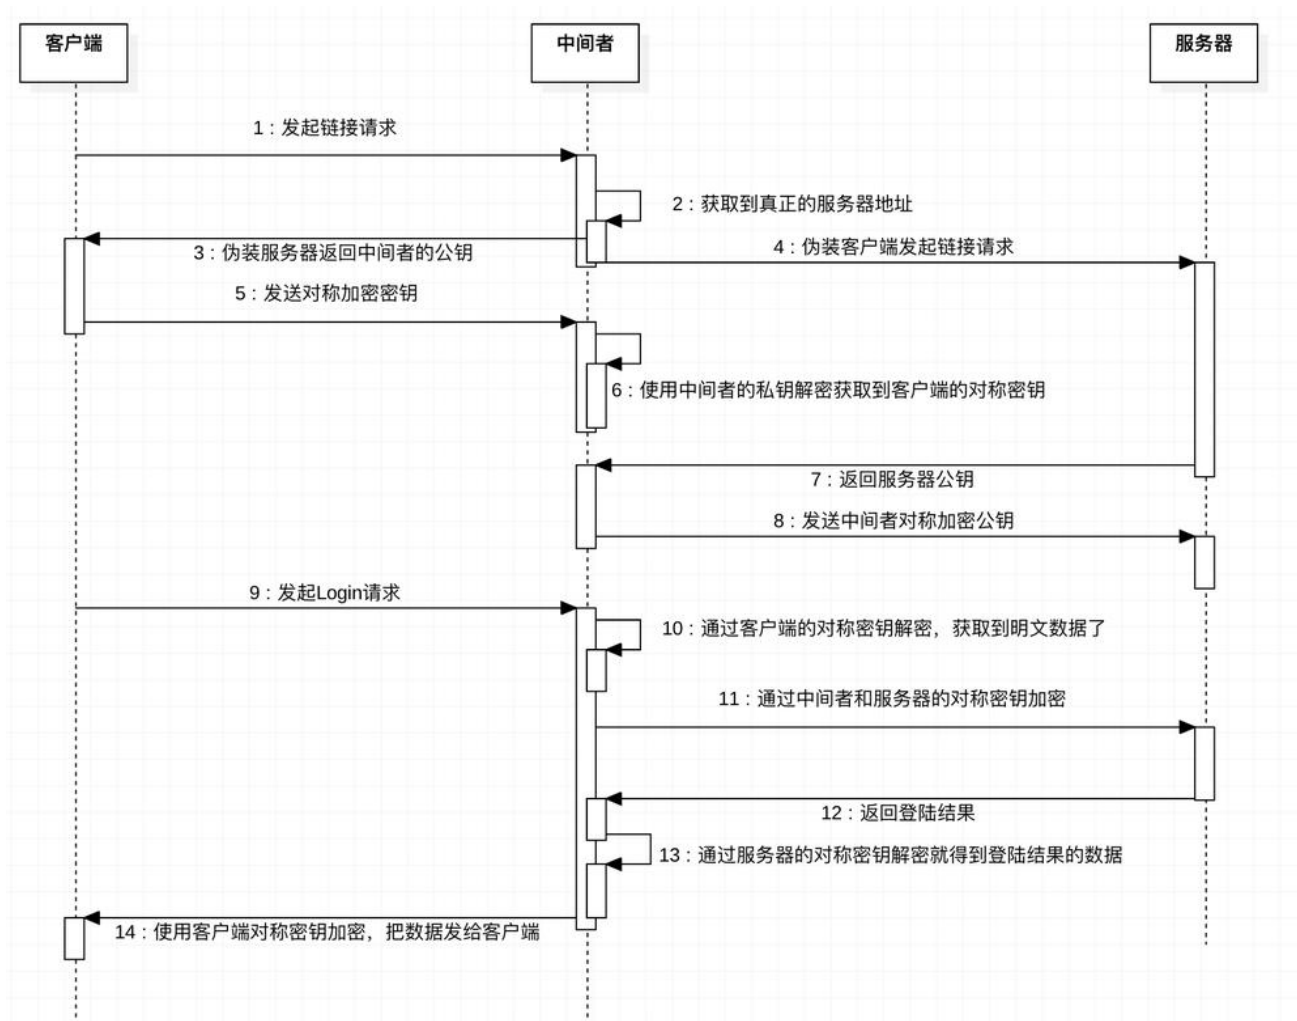 客户端
中间者
服务器
1：发起链接请求
2：获取到真正的服务器地址
3：伪装服务器返回中间者的公钥
4：伪装客户端发起链接请求
5：发送对称加密密钥
6：使用中间者的私钥解密获取到客户端的对称密钥
7：返回服务器公钥
8：发送中间者对称加密公钥
9：发起Login请求
10：通过客户端的对称密钥解密，获取到明文数据了
11：通过中间者和服务器的对称密钥加密
12：返回登陆结果
13：通过服务器的对称密钥解密就得到登陆结果的数据
14：使用客户端对称密钥加密，把数据发给客户端